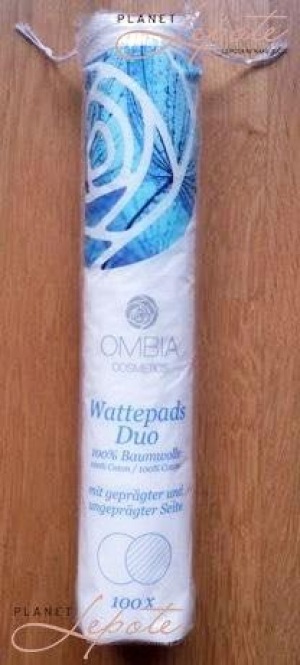 PLANET
Lepote
OMBIA
COSMETICS
Wattepads
Duo
100% Baumwolle
mit geprägter und
ungeprägter Seite
100 x
PLANET
Lepote